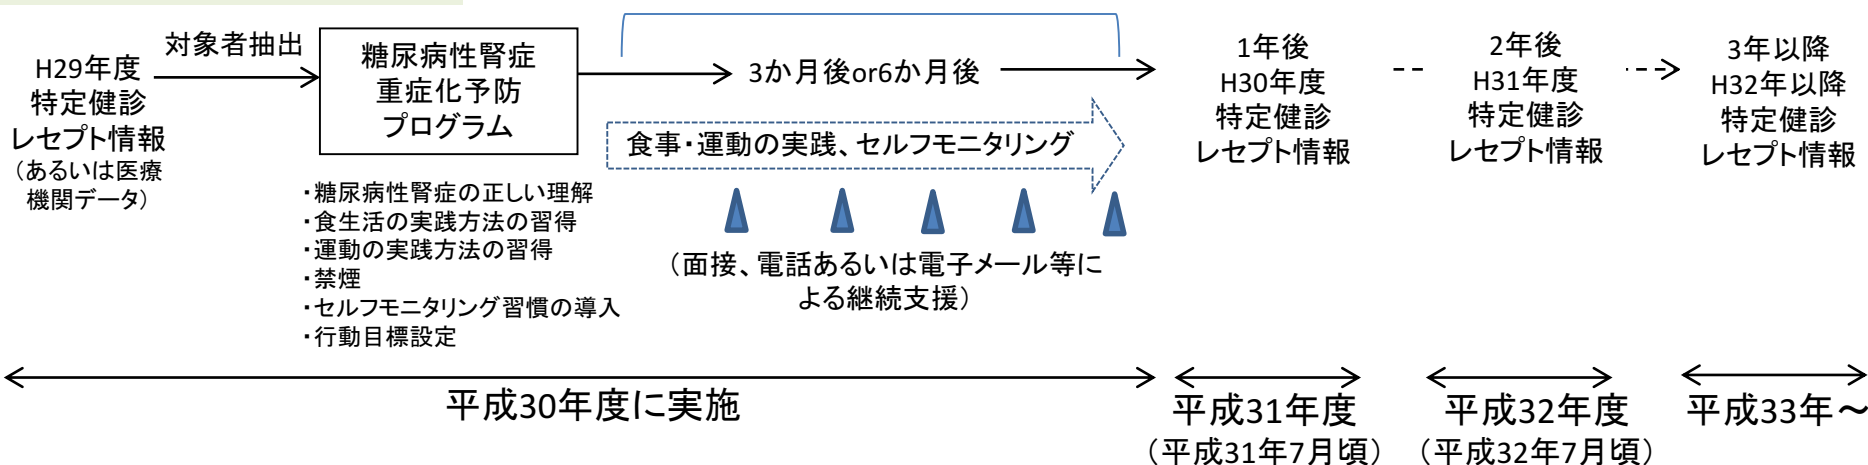 H29年度
特定健診
レセプト情報
（あるいは医療
機関データ）
対象者抽出
糖尿病性腎症
重症化予防
プログラム
・糖尿病性腎症の正しい理解
・食生活の実践方法の習得
・運動の実践方法の習得
・禁煙
・セルフモニタリング習慣の導入
・行動目標設定
3か月後or6か月後
食事・運動の実践、セルフモニタリング
（面接、電話あるいは電子メール等に
よる継続支援）
1年後
H30年度
特定健診
レセプト情報
2年後
H31年度
特定健診
レセプト情報
3年以降
H32年以降
特定健診
レセプト情報
平成30年度に実施
平成31年度
（平成31年7月頃）
平成32年度
（平成32年7月頃）
平成33年～